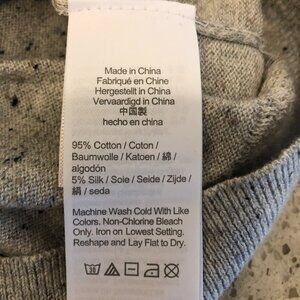 Made in China
Fabriqué en Chine
Hergestellt in China
Vervaardigd in China
中国製
hecho en china
95% Cotton / Coton /
Baumwolle / Katoen / 綿 /
algodón
5% Silk / Soie / Seide / Zijde /
絹 / seda
Machine Wash Cold With Like
Colors. Non-Chlorine Bleach
Only. Iron on Lowest Setting.
Reshape and Lay Flat to Dry.